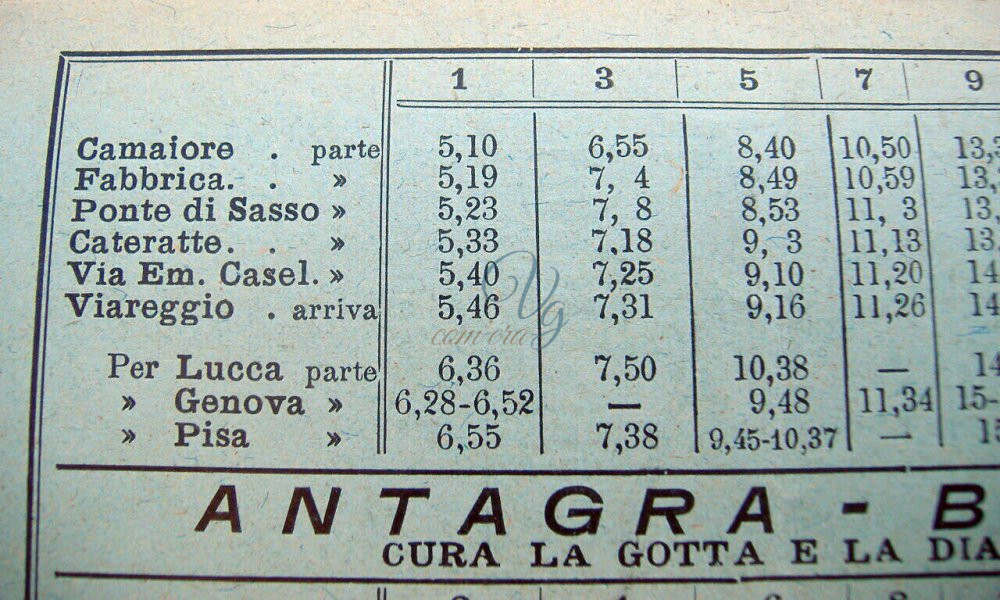 1 3 5 7 9
Camaiore . parte 5,10 6,55 8,40 10,50
Fabbrica. . » 5,19 7, 4 8,49 10,59
Ponte di Sasso » 5,23 7, 8 8,53 11, 3
Cateratte. . » 5,33 7,18 9, 3 11,13
Via Em. Casel. » 5,40 7,25 9,10 11,20
Viareggio . arriva 5,46 7,31 9,16 11,26
Per Lucca parte 6,36 7,50 10,38 —
» Genova » 6,28-6,52 — 9,48 11,34
» Pisa » 6,55 7,38 9,45-10,37 —
ANTAGRA - B
CURA LA GOTTA E LA DIA
Vg
com'era